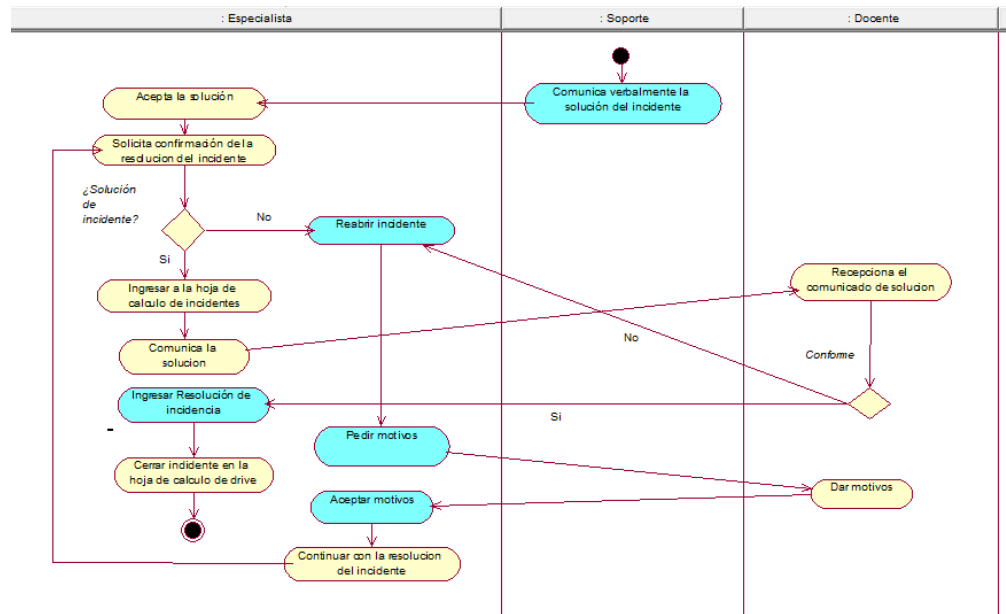 : Especialista
: Soporte
: Docente
Comunica verbalmente la
solución del incidente
Acepta la solución
Solicita confirmación de la
resolucion del incidente
¿Solución
de
incidente?
No
Reabrir incidente
Si
Ingresar a la hoja de
calculo de incidentes
Recepciona el
comunicado de solucion
Comunica la
solucion
No
Conforme
Ingresar Resolución de
incidencia
Si
Pedir motivos
Cerrar indidente en la
hoja de calculo de drive
Dar motivos
Aceptar motivos
Continuar con la resolucion
del incidente